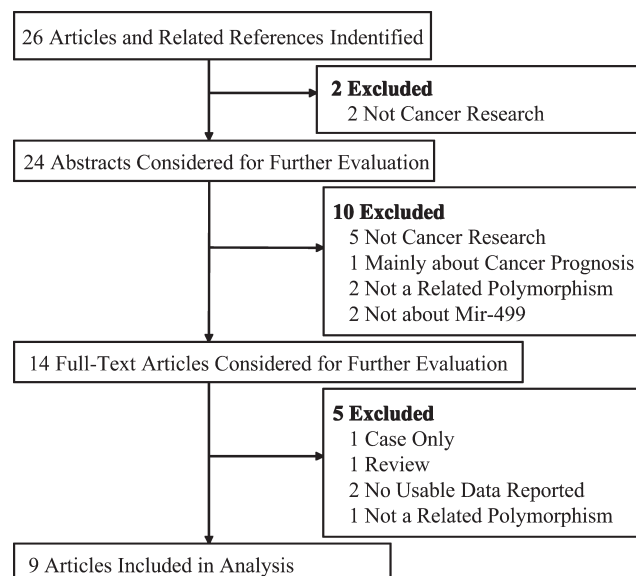 26 Articles and Related References Indentified
2 Excluded
2 Not Cancer Research
24 Abstracts Considered for Further Evaluation
10 Excluded
5 Not Cancer Research
1 Mainly about Cancer Prognosis
2 Not a Related Polymorphism
2 Not about Mir-499
14 Full-Text Articles Considered for Further Evaluation
5 Excluded
1 Case Only
1 Review
2 No Usable Data Reported
1 Not a Related Polymorphism
9 Articles Included in Analysis